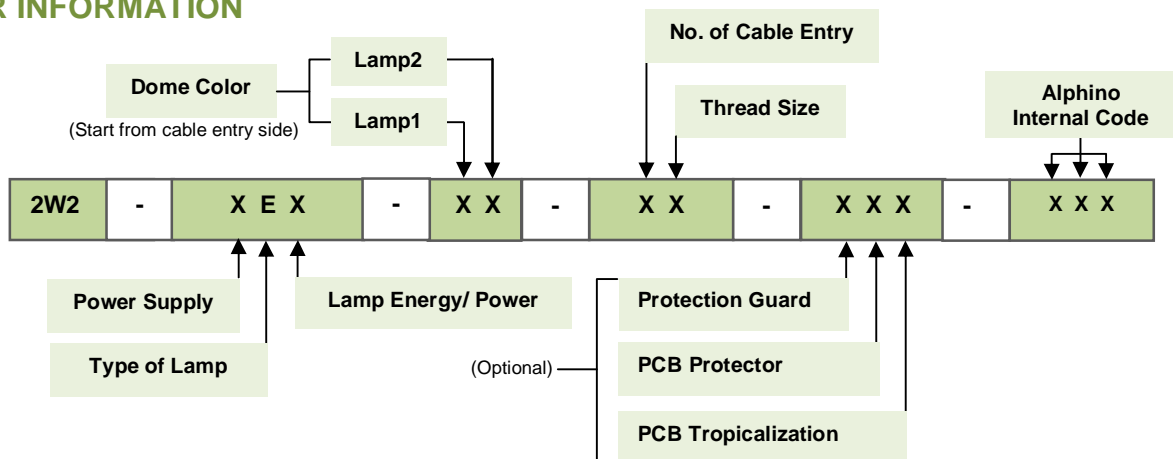 R INFORMATION
No. of Cable Entry
Lamp2
Dome Color
(Start from cable entry side)
Lamp1
Thread Size
Alphino
Internal Code
2W2 - X E X - X X - X X - X X X - X X X
Power Supply
Lamp Energy/ Power
Protection Guard
Type of Lamp
(Optional)
PCB Protector
PCB Tropicalization